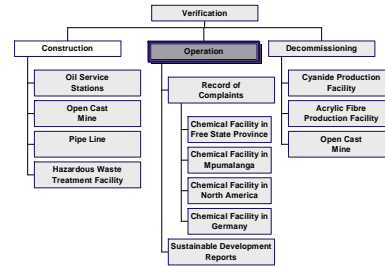 Verification
Construction
Oil Service
Stations
Open Cast
Mine
Pipe Line
Hazardous Waste
Treatment Facility
Operation
Record of
Complaints
Chemical Facility in
Free State Province
Chemical Facility in
Mpumalanga
Chemical Facility in
North America
Chemical Facility in
Germany
Sustainable Development
Reports
Decommissioning
Cyanide Production
Facility
Acrylic Fibre
Production Facility
Open Cast
Mine